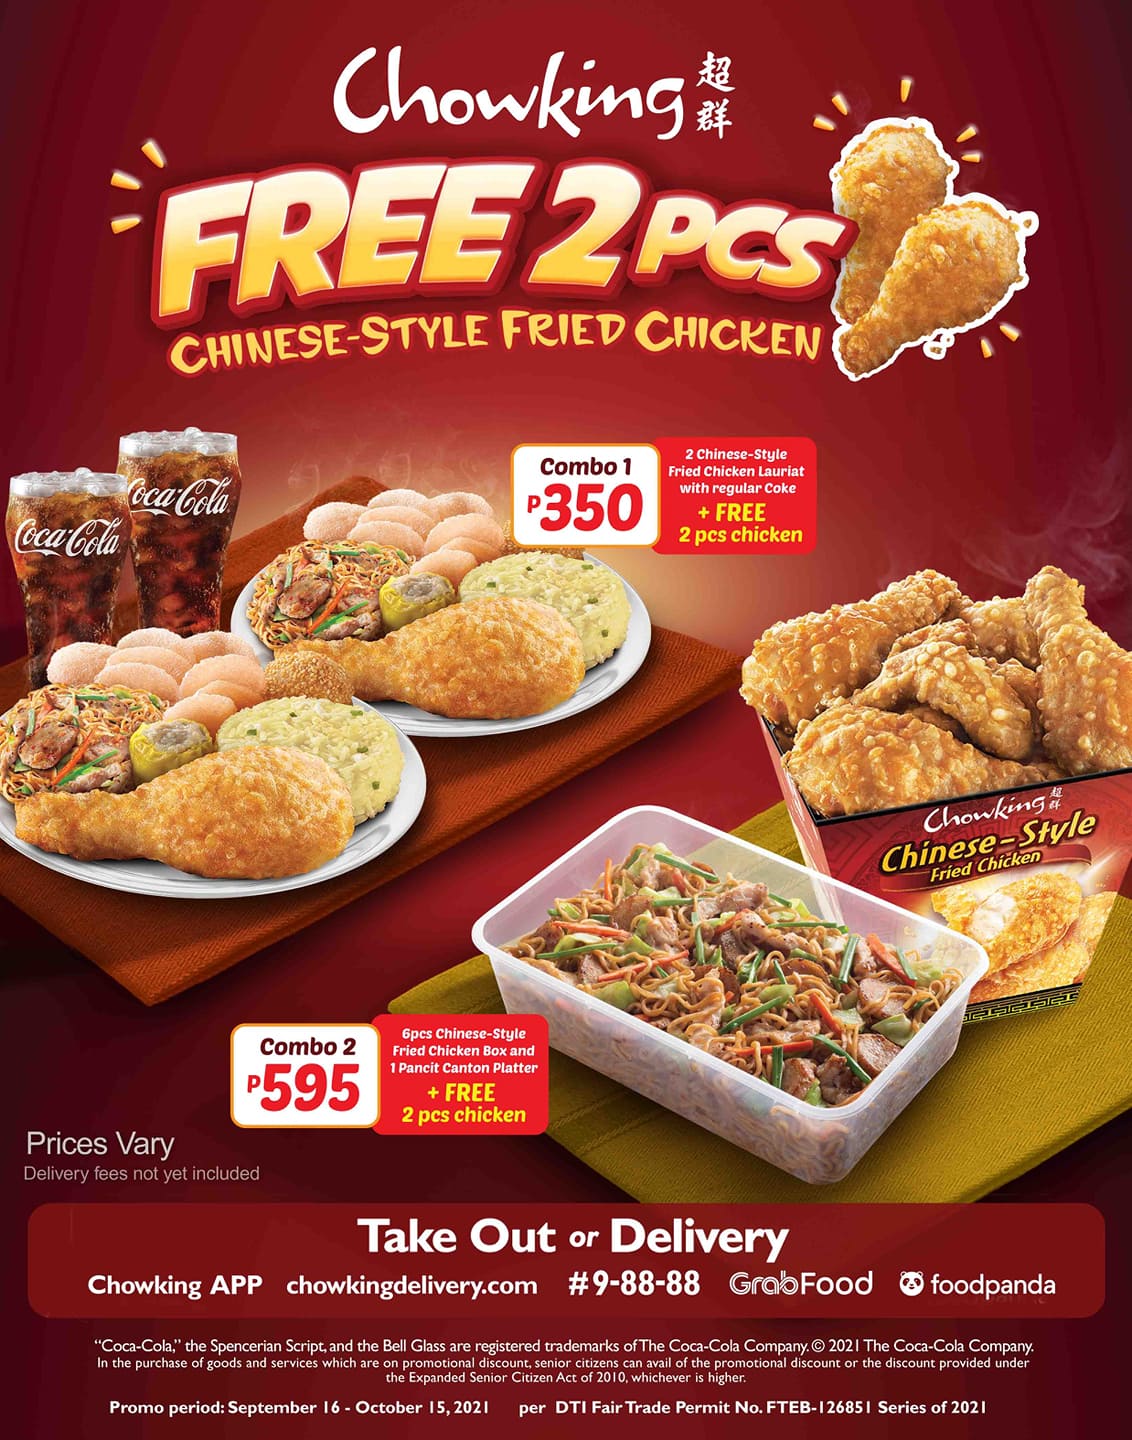 Chowking 超群
FREE 2 PCS
CHINESE-STYLE FRIED CHICKEN
Coca-Cola
Coca-Cola
Combo 1
P350
2 Chinese-Style
Fried Chicken Lauriat
with regular Coke
+ FREE
2 pcs chicken
Chowking 超群
Chinese-Style
Fried Chicken
Combo 2
P595
6pcs Chinese-Style
Fried Chicken Box and
1 Pancit Canton Platter
+ FREE
2 pcs chicken
Prices Vary
Delivery fees not yet included
Take Out or Delivery
Chowking APP chowkingdelivery.com #9-88-88 GrabFood foodpanda
“Coca-Cola,” the Spencerian Script, and the Bell Glass are registered trademarks of The Coca-Cola Company. © 2021 The Coca-Cola Company.
In the purchase of goods and services which are on promotional discount, senior citizens can avail of the promotional discount or the discount provided under
the Expanded Senior Citizen Act of 2010, whichever is higher.
Promo period: September 16 - October 15, 2021 per DTI Fair Trade Permit No. FTEB-126851 Series of 2021